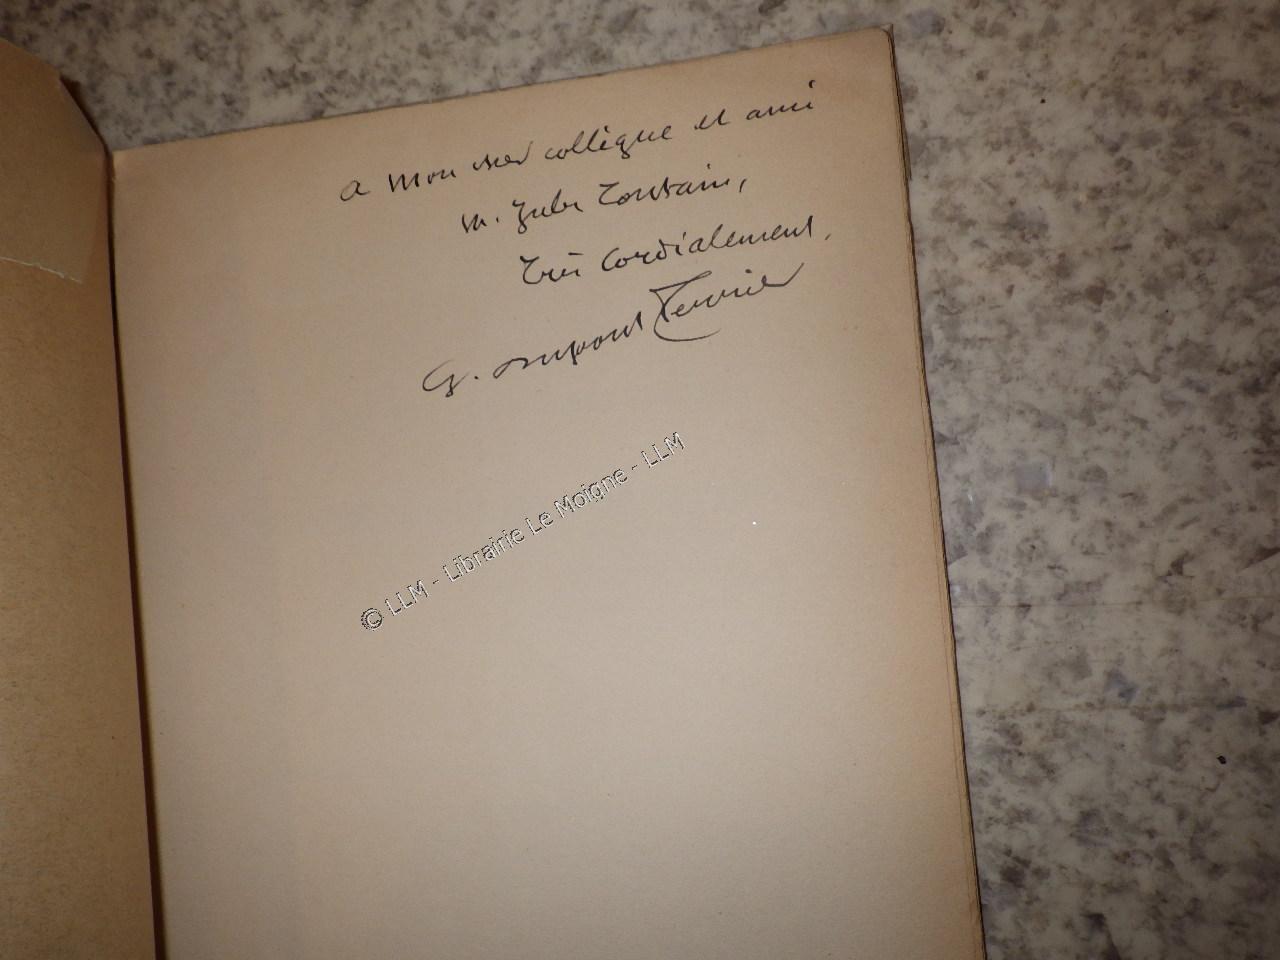 a mon cher collègue et ami
M. Jules Toutain,
Très cordialement,
G. Dupont Ferrier
© LLM - Librairie Le Moigne - LLM